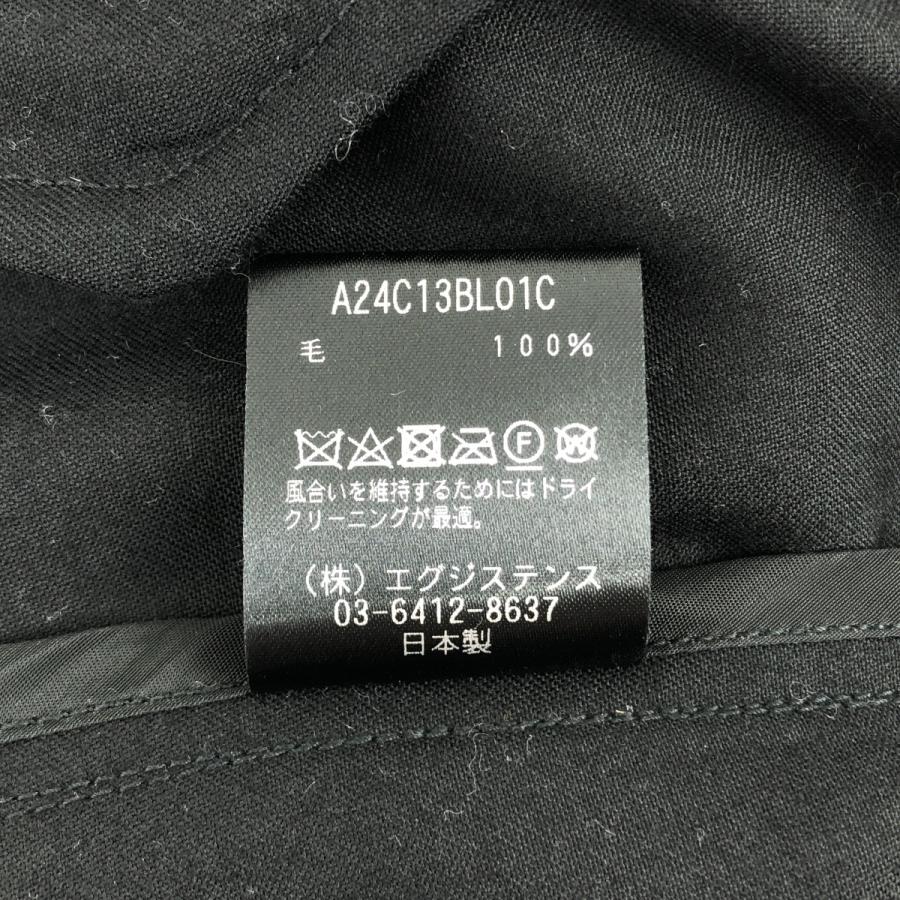 A24C13BL01C
毛 100%
F W
風合いを維持するためにはドライ
クリーニングが最適。
(株)エグジステンス
03-6412-8637
日本製